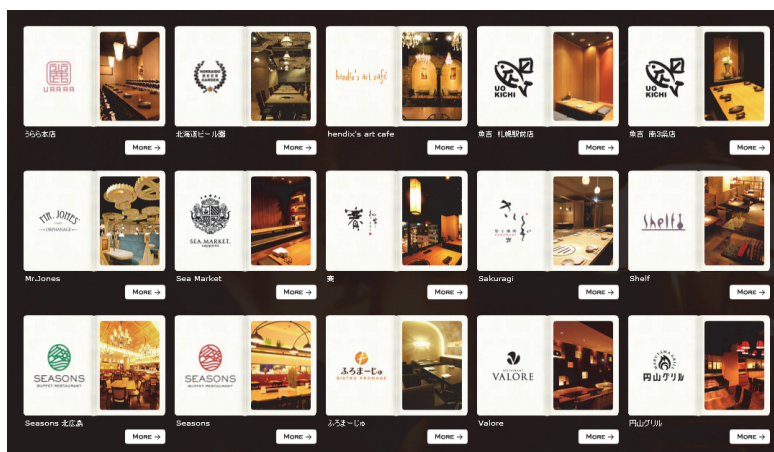 URARA
HOKKAIDO
BEER
GARDEN
hendix's art café
UO
KICHI
UO
KICHI
うらら本店
北海道ビール園
hendix's art cafe
魚吉 札幌駅前店
魚吉 南3条店
MORE →
MORE →
MORE →
MORE →
MORE →
MR. JONES
ORPHANAGE
SEA MARKET
sapporo
Shelf
Mr.Jones
Sea Market
Sakuragi
Shelf
MORE →
MORE →
MORE →
MORE →
MORE →
SEASONS
BUFFET RESTAURANT
SEASONS
BUFFET RESTAURANT
ふろまーじゅ
BISTRO FROMAGE
RESTAURANT
VALORE
MARUYAMA GRILL
円山グリル
Seasons 北広島
Seasons
ふろまーじゅ
Valore
円山グリル
MORE →
MORE →
MORE →
MORE →
MORE →